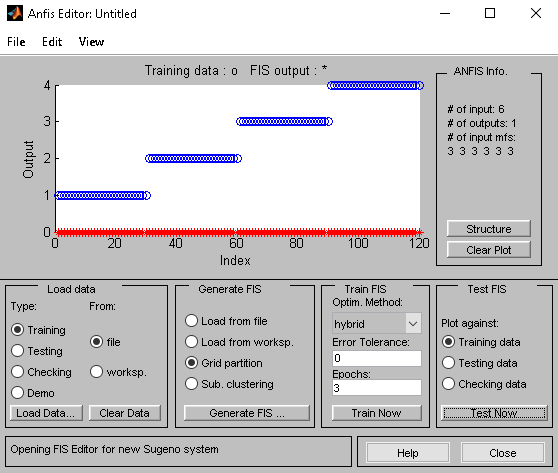 Anfis Editor: Untitled
File Edit View
Training data : o FIS output : *
4
3
2
1
0
Output
0 20 40 60 80 100 120
Index
ANFIS Info.
# of input: 6
# of outputs: 1
# of input mfs:
3 3 3 3 3 3
Structure
Clear Plot
Load data
Type:
From:
Training
Testing
Checking
Demo
file
worksp.
Load Data...
Clear Data
Generate FIS
Load from file
Load from worksp.
Grid partition
Sub. clustering
Generate FIS ...
Train FIS
Optim. Method:
hybrid
Error Tolerance:
0
Epochs:
3
Train Now
Test FIS
Plot against:
Training data
Testing data
Checking data
Test Now
Opening FIS Editor for new Sugeno system
Help
Close